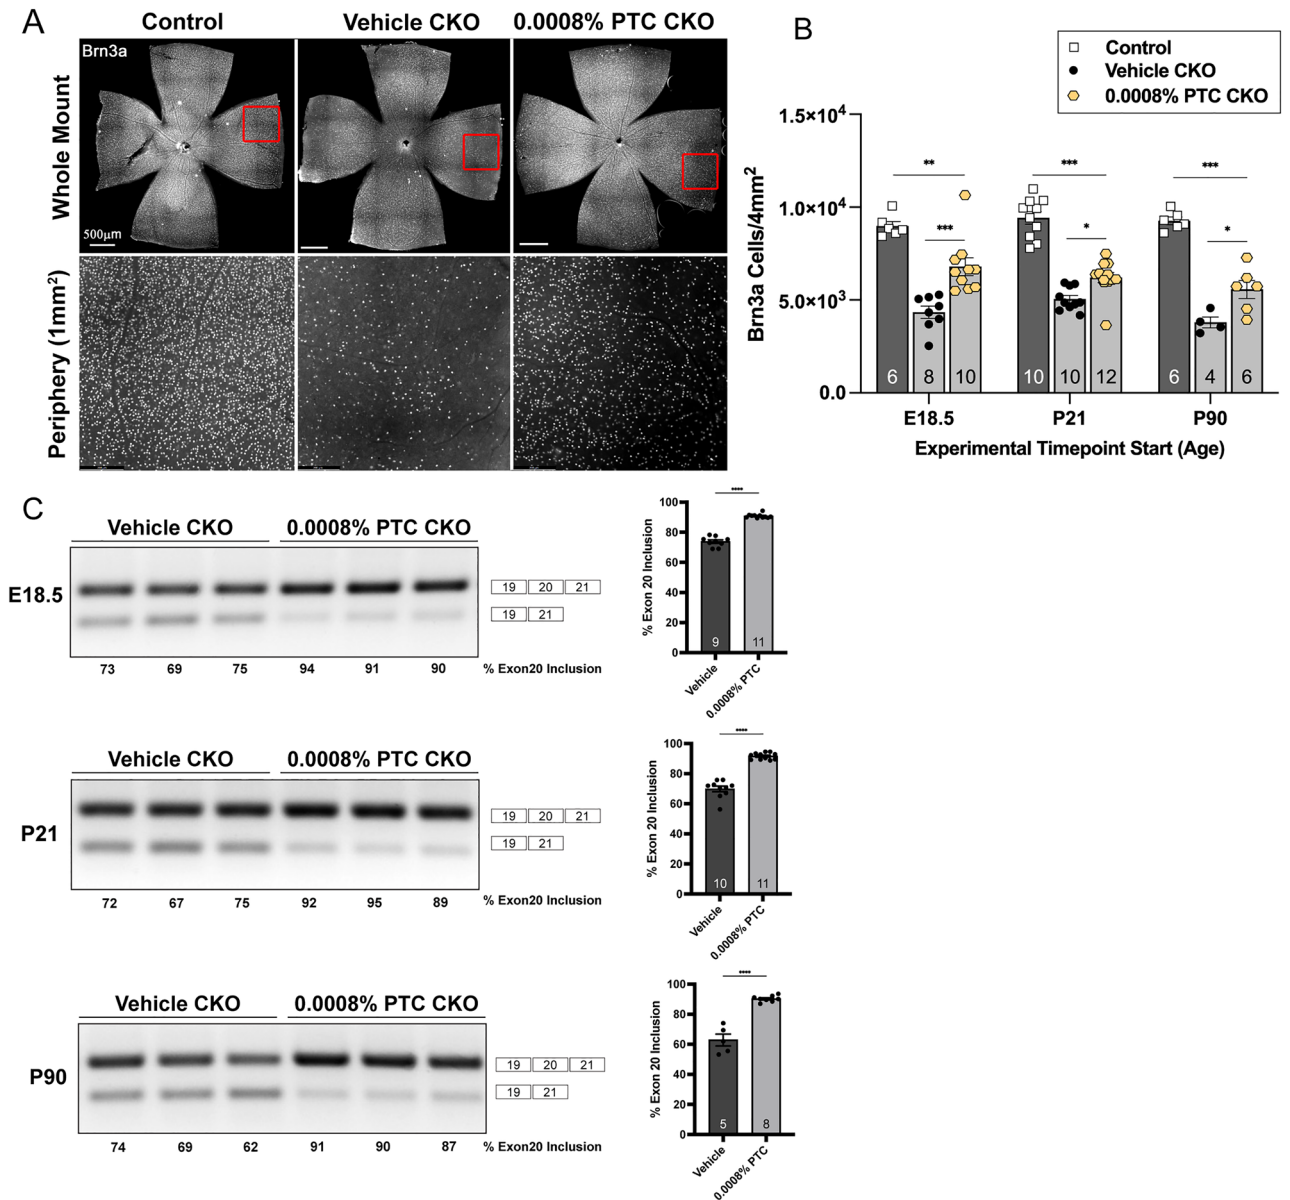 A
Control
Vehicle CKO
0.0008% PTC CKO
Whole Mount
Brn3a
500µm
Periphery (1mm²)
B
Control
Vehicle CKO
0.0008% PTC CKO
Brn3a Cells/4mm²
1.5×10⁴
1.0×10⁴
5.0×10³
0.0
** *** ***
*** * *
6 8 10 10 10 12 6 4 6
E18.5 P21 P90
Experimental Timepoint Start (Age)
C
Vehicle CKO
0.0008% PTC CKO
E18.5
19 20 21
19 21
73 69 75 94 91 90 % Exon20 Inclusion
% Exon 20 Inclusion
100
80
60
40
20
0
****
9 11
Vehicle
0.0008% PTC
Vehicle CKO
0.0008% PTC CKO
P21
19 20 21
19 21
72 67 75 92 95 89 % Exon20 Inclusion
% Exon 20 Inclusion
100
80
60
40
20
0
****
10 11
Vehicle
0.0008% PTC
Vehicle CKO
0.0008% PTC CKO
P90
19 20 21
19 21
74 69 62 91 90 87 % Exon20 Inclusion
% Exon 20 Inclusion
100
80
60
40
20
0
****
5 8
Vehicle
0.0008% PTC